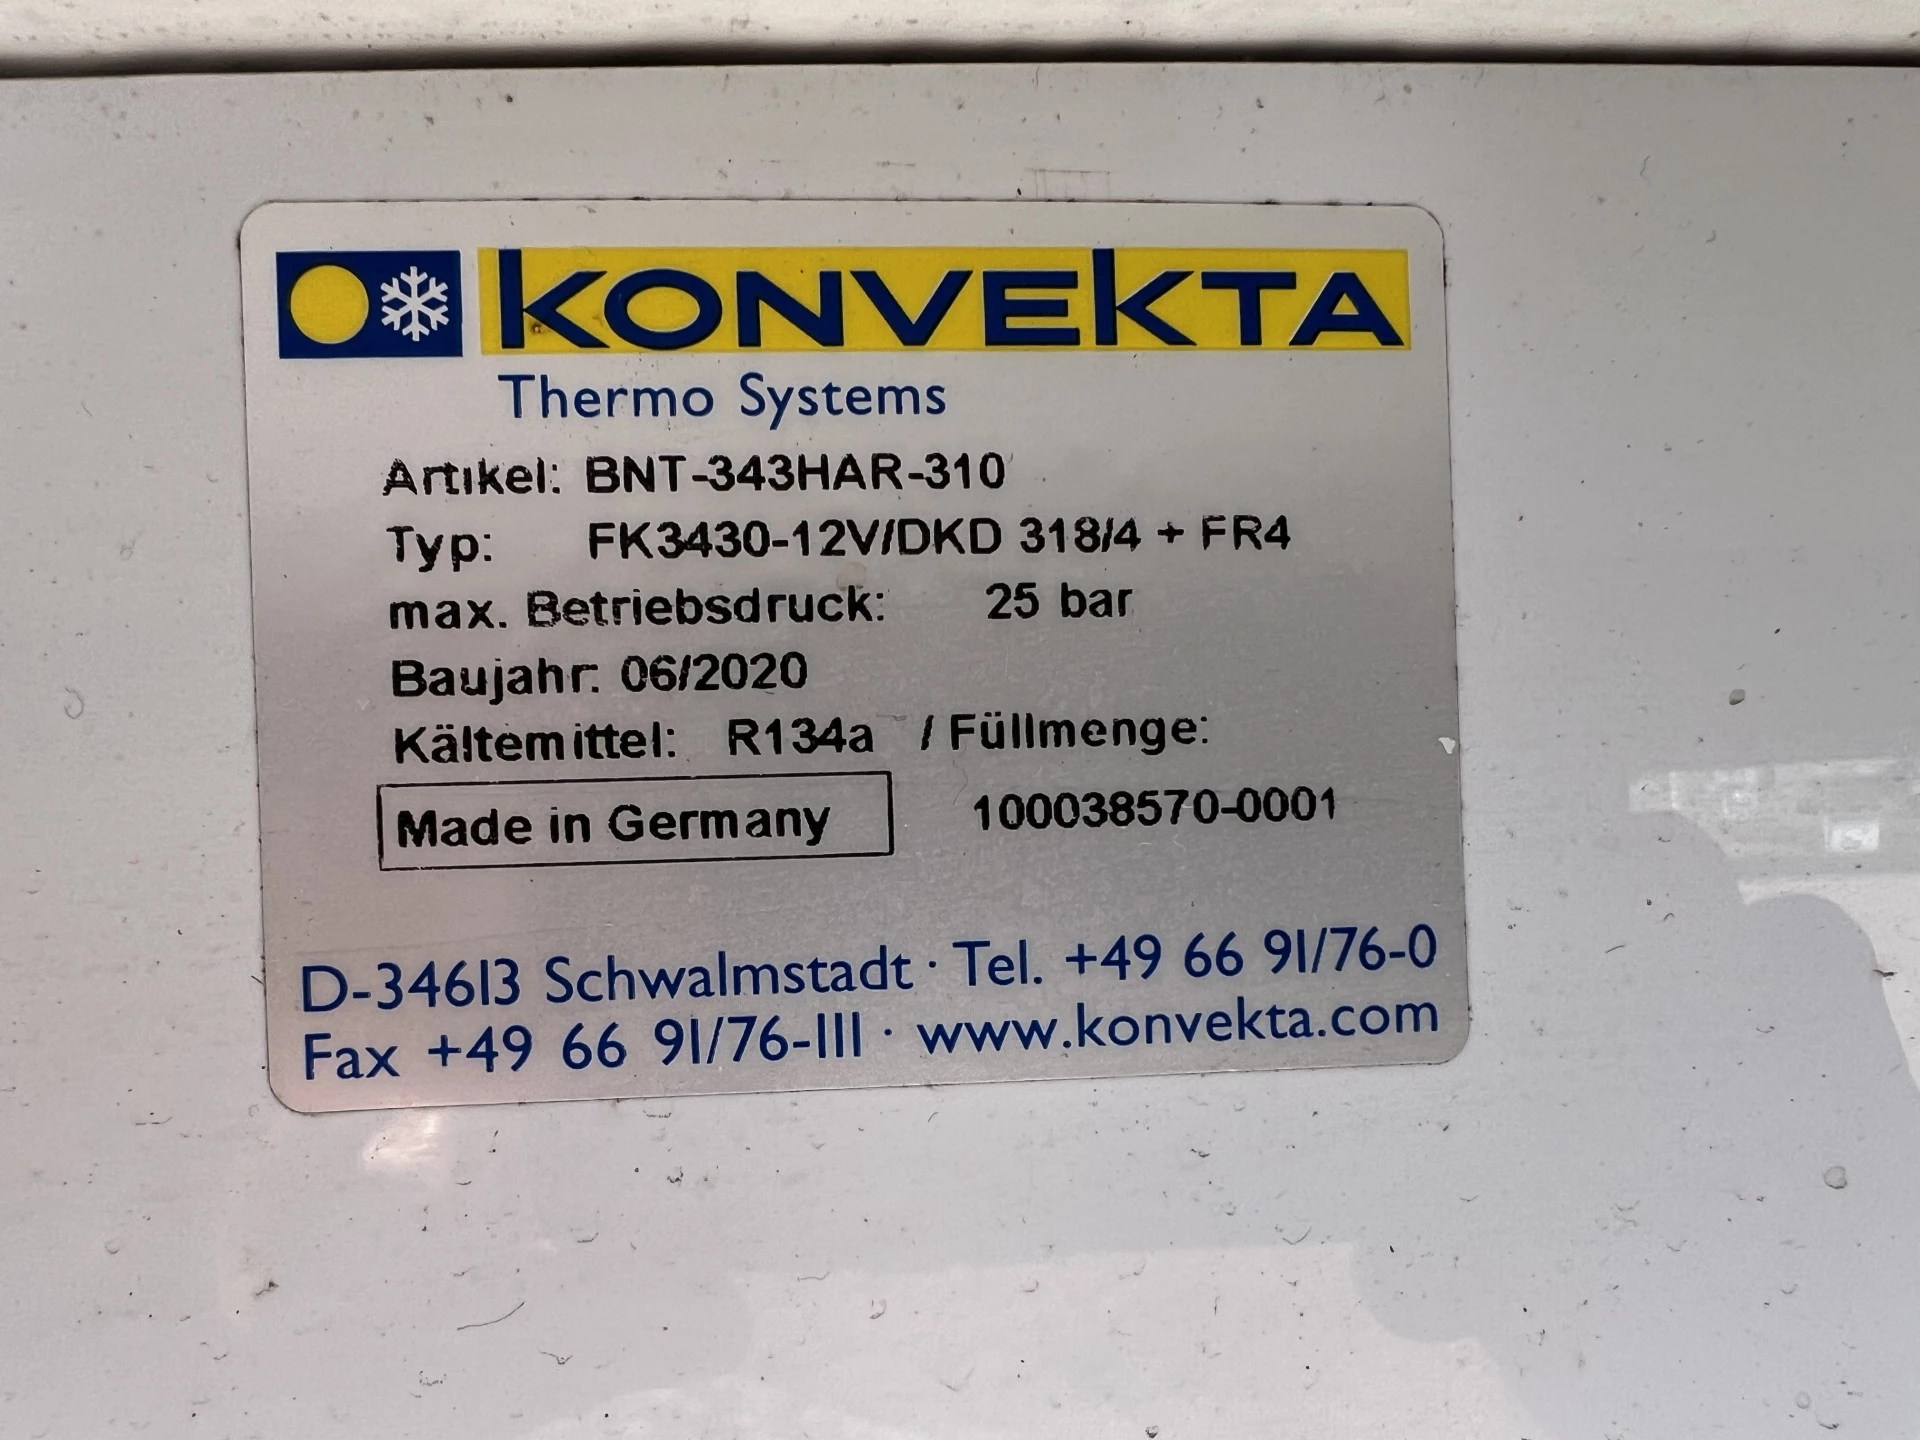 KONVEKTA
Thermo Systems
Artikel: BNT-343HAR-310
Typ: FK3430-12V/DKD 318/4 + FR4
max. Betriebsdruck: 25 bar
Baujahr: 06/2020
Kältemittel: R134a / Füllmenge:
Made in Germany 100038570-0001
D-34613 Schwalmstadt · Tel. +49 66 91/76-0
Fax +49 66 91/76-111 · www.konvekta.com